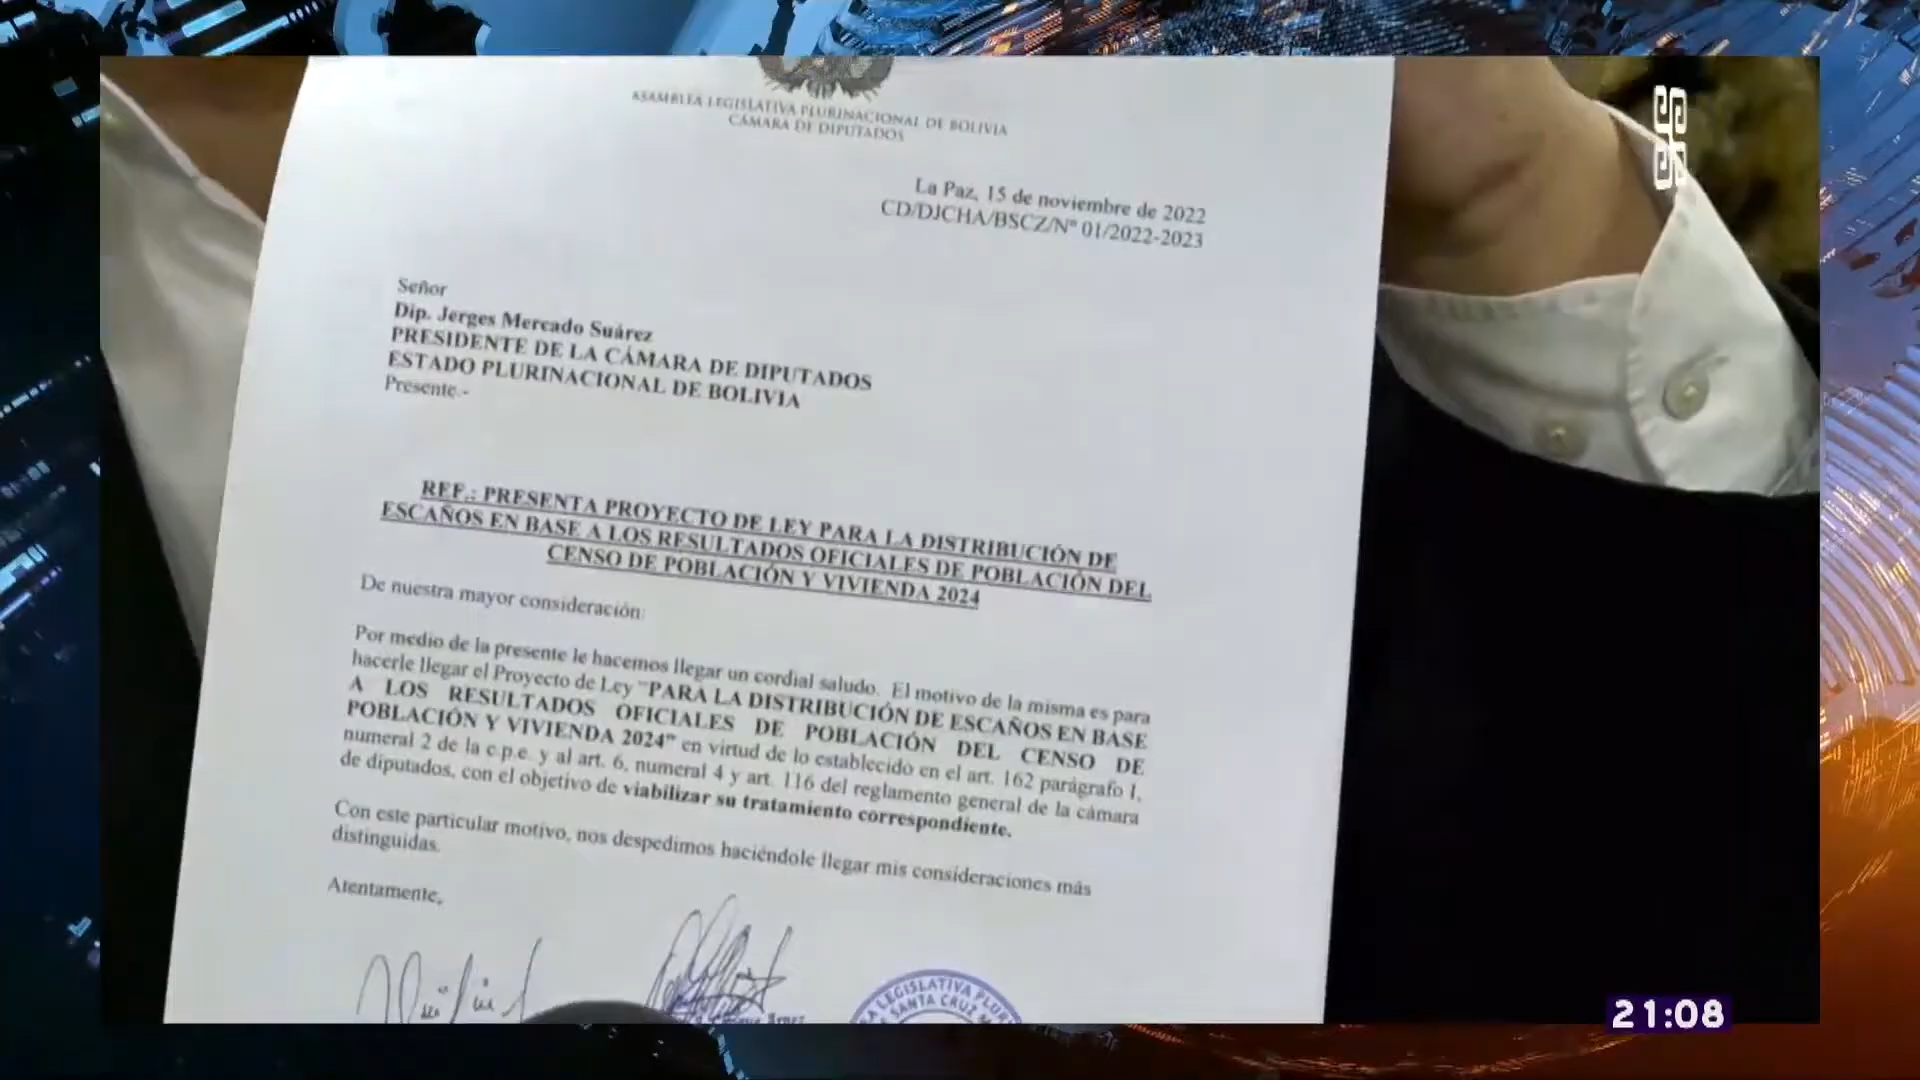 ASAMBLEA LEGISLATIVA PLURINACIONAL DE BOLIVIA
CÁMARA DE DIPUTADOS
La Paz, 15 de noviembre de 2022
CD/DJCHA/BSCZ/Nº 01/2022-2023
Señor
Dip. Jerges Mercado Suárez
PRESIDENTE DE LA CÁMARA DE DIPUTADOS
ESTADO PLURINACIONAL DE BOLIVIA
Presente.-
REF.: PRESENTA PROYECTO DE LEY PARA LA DISTRIBUCIÓN DE
ESCAÑOS EN BASE A LOS RESULTADOS OFICIALES DE POBLACIÓN DEL
CENSO DE POBLACIÓN Y VIVIENDA 2024
De nuestra mayor consideración:
Por medio de la presente le hacemos llegar un cordial saludo. El motivo de la misma es para
hacerle llegar el Proyecto de Ley "PARA LA DISTRIBUCIÓN DE ESCAÑOS EN BASE
A LOS RESULTADOS OFICIALES DE POBLACIÓN DEL CENSO DE
POBLACIÓN Y VIVIENDA 2024" en virtud de lo establecido en el art. 162 parágrafo I,
numeral 2 de la c.p.e. y al art. 6, numeral 4 y art. 116 del reglamento general de la cámara
de diputados, con el objetivo de viabilizar su tratamiento correspondiente.
Con este particular motivo, nos despedimos haciéndole llegar mis consideraciones más
distinguidas.
Atentamente,
LEGISLATIVA
SANTA CRUZ
21:08